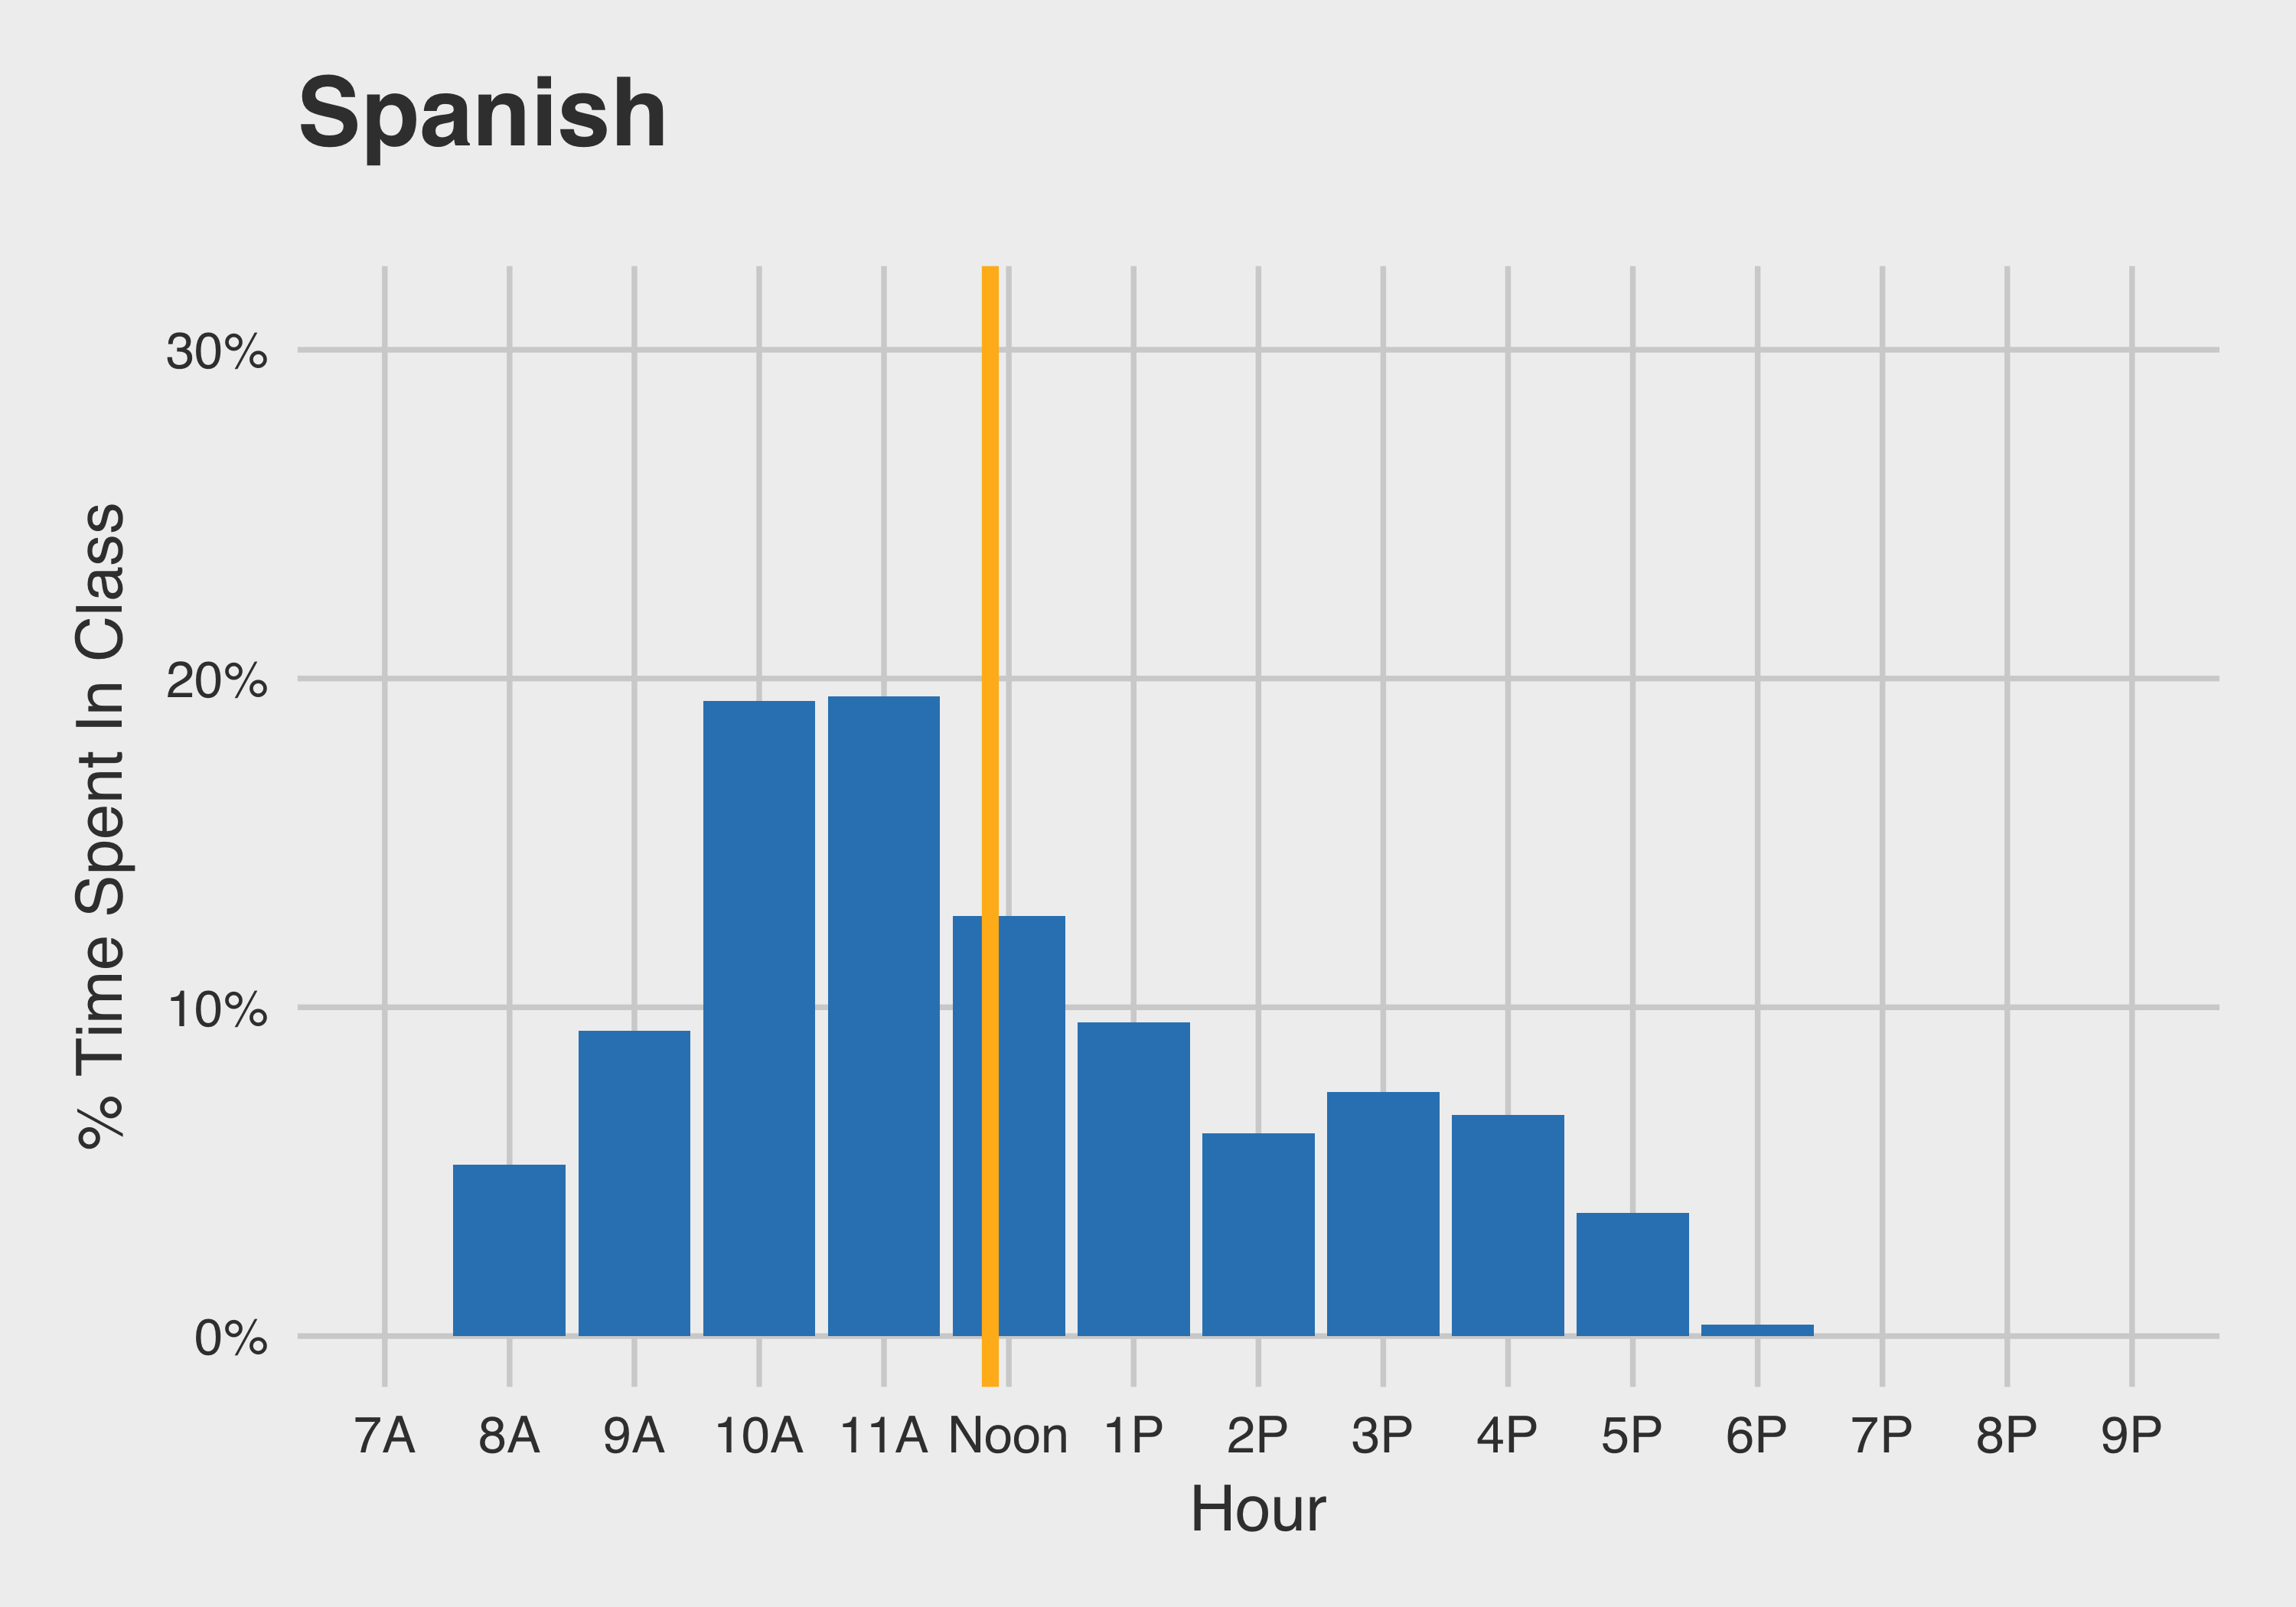 Spanish
% Time Spent In Class
30%
20%
10%
0%
7A 8A 9A 10A 11A Noon 1P 2P 3P 4P 5P 6P 7P 8P 9P
Hour